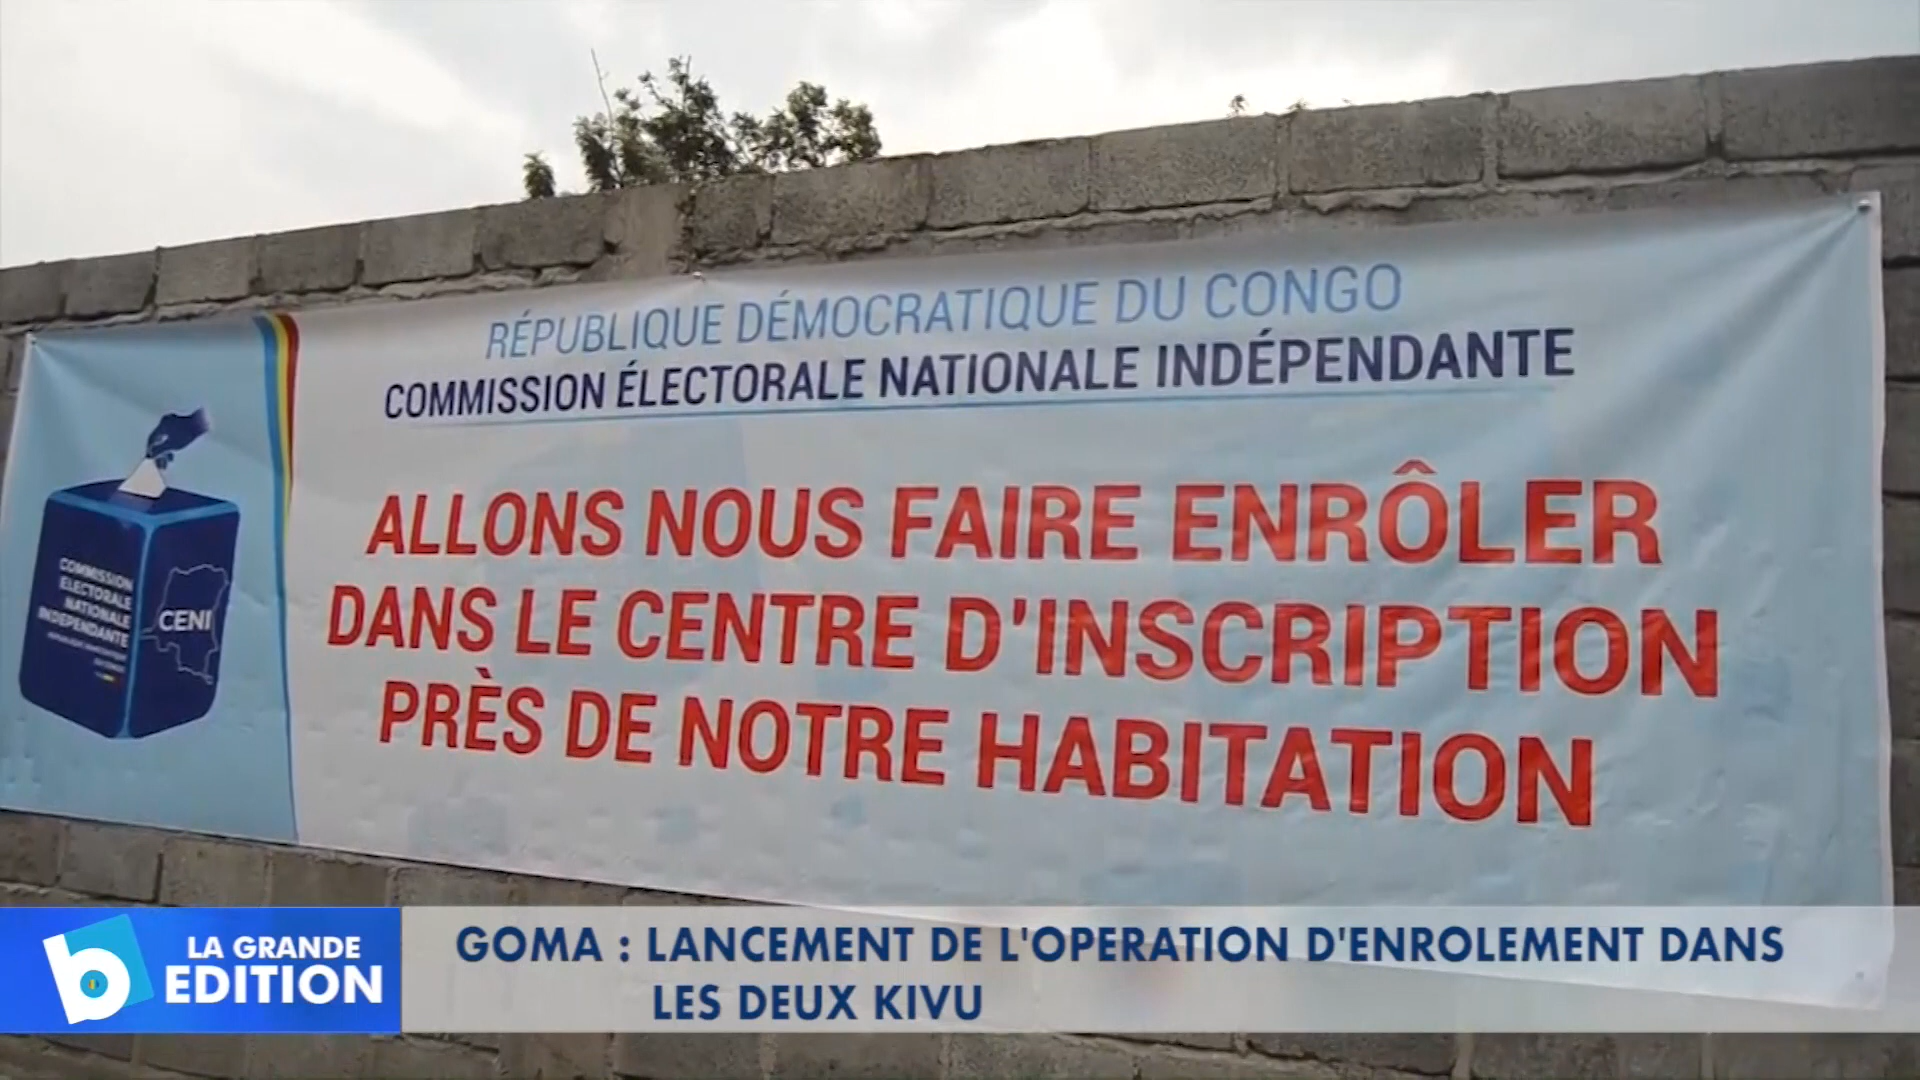 RÉPUBLIQUE DÉMOCRATIQUE DU CONGO
COMMISSION ÉLECTORALE NATIONALE INDÉPENDANTE
ALLONS NOUS FAIRE ENRÔLER
DANS LE CENTRE D'INSCRIPTION
PRÈS DE NOTRE HABITATION
COMMISSION
ÉLECTORALE
NATIONALE
INDÉPENDANTE
CENI
b
LA GRANDE
EDITION
GOMA : LANCEMENT DE L'OPERATION D'ENROLEMENT DANS
LES DEUX KIVU